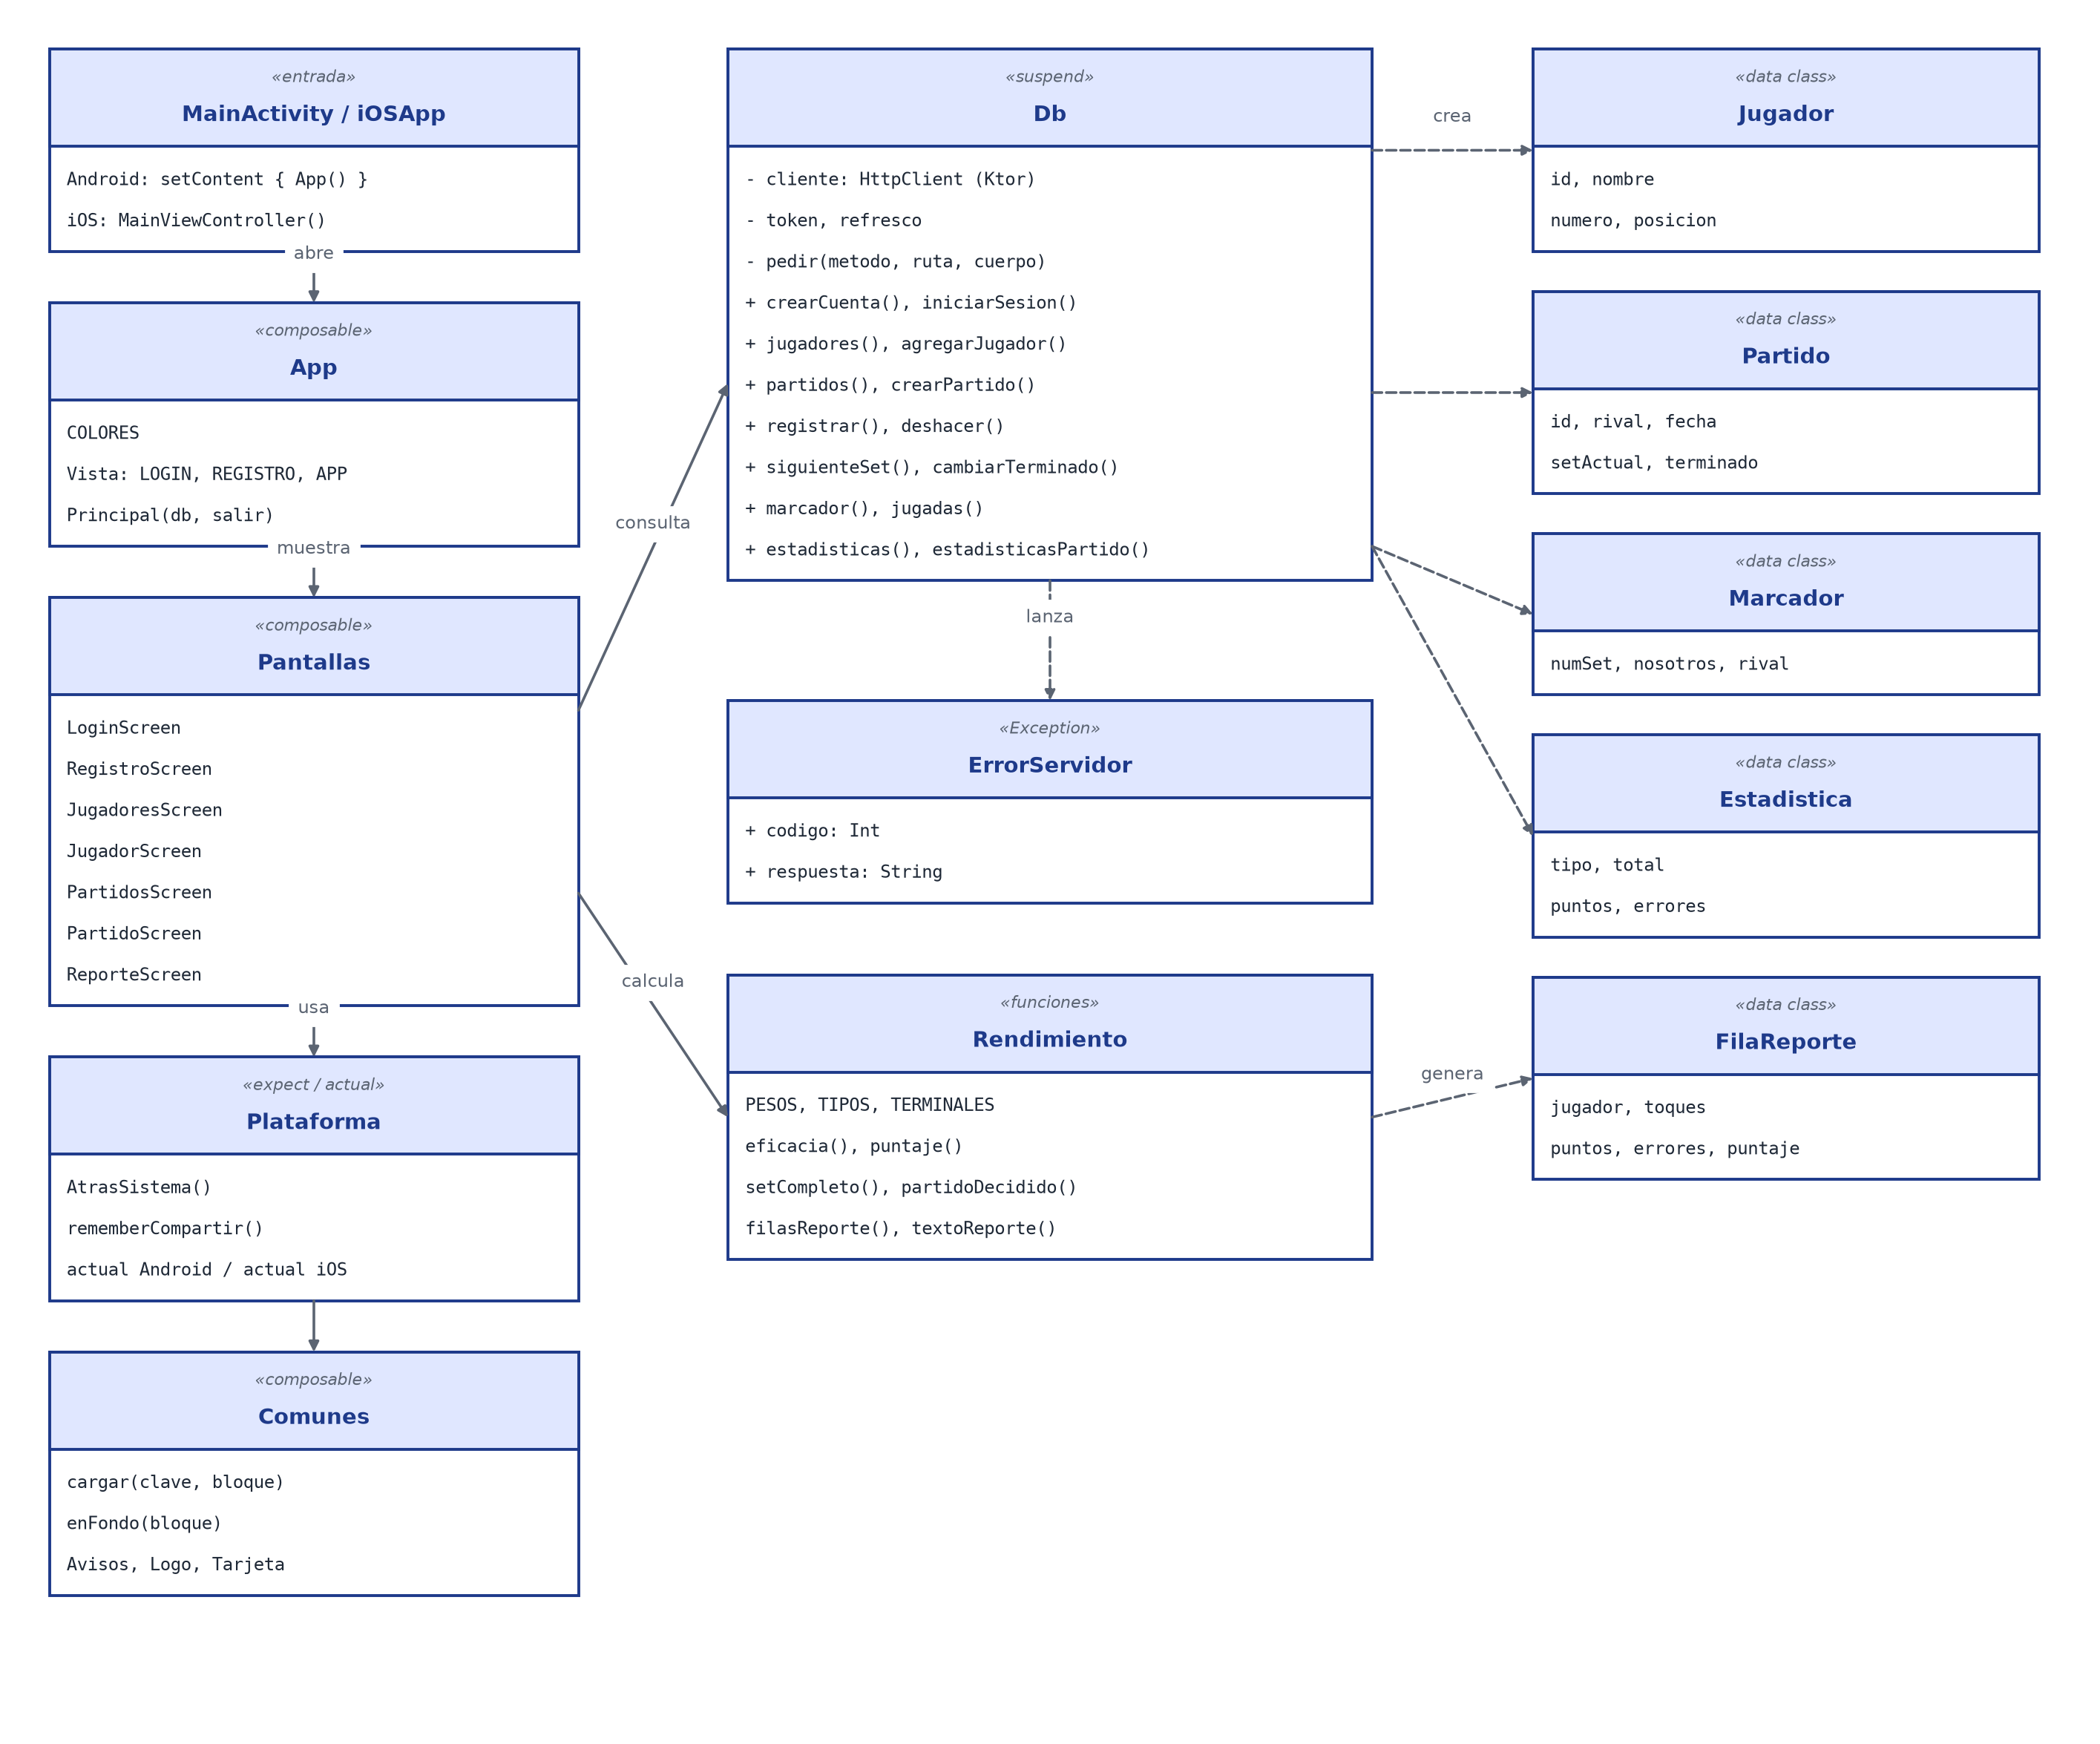 «entrada»
MainActivity / iOSApp
Android: setContent { App() }
iOS: MainViewController()
abre
«composable»
App
COLORES
Vista: LOGIN, REGISTRO, APP
Principal(db, salir)
muestra
«composable»
Pantallas
LoginScreen
RegistroScreen
JugadoresScreen
JugadorScreen
PartidosScreen
PartidoScreen
ReporteScreen
usa
«expect / actual»
Plataforma
AtrasSistema()
rememberCompartir()
actual Android / actual iOS
«composable»
Comunes
cargar(clave, bloque)
enFondo(bloque)
Avisos, Logo, Tarjeta
consulta
calcula
«suspend»
Db
- cliente: HttpClient (Ktor)
- token, refresco
- pedir(metodo, ruta, cuerpo)
+ crearCuenta(), iniciarSesion()
+ jugadores(), agregarJugador()
+ partidos(), crearPartido()
+ registrar(), deshacer()
+ siguienteSet(), cambiarTerminado()
+ marcador(), jugadas()
+ estadisticas(), estadisticasPartido()
lanza
«Exception»
ErrorServidor
+ codigo: Int
+ respuesta: String
«funciones»
Rendimiento
PESOS, TIPOS, TERMINALES
eficacia(), puntaje()
setCompleto(), partidoDecidido()
filasReporte(), textoReporte()
crea
genera
«data class»
Jugador
id, nombre
numero, posicion
«data class»
Partido
id, rival, fecha
setActual, terminado
«data class»
Marcador
numSet, nosotros, rival
«data class»
Estadistica
tipo, total
puntos, errores
«data class»
FilaReporte
jugador, toques
puntos, errores, puntaje